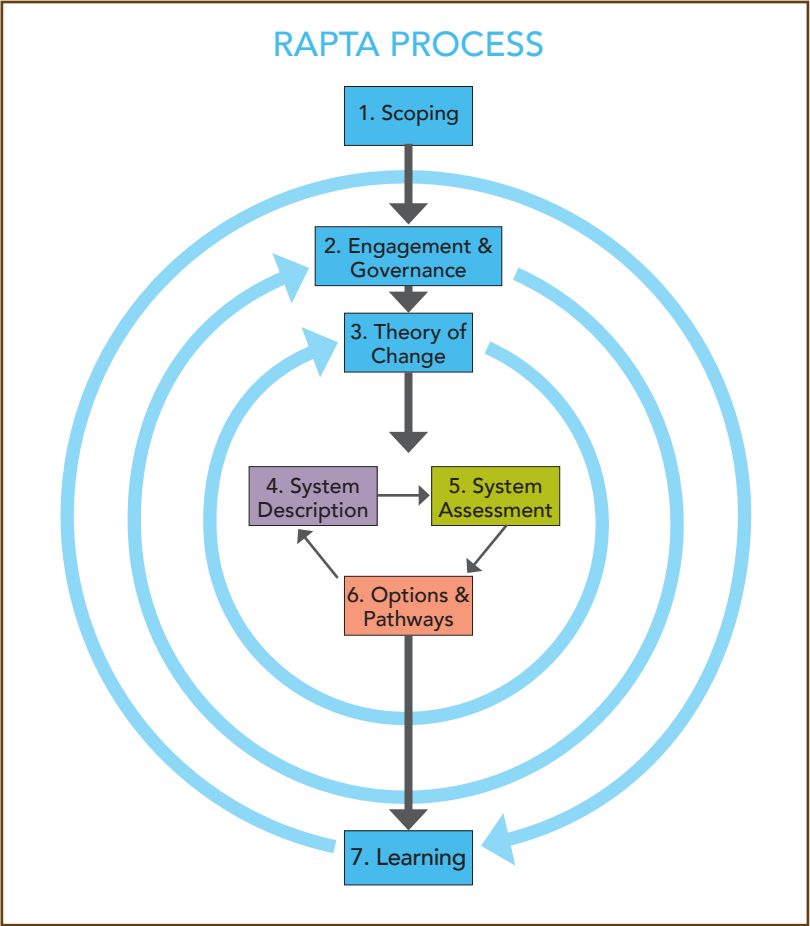 RAPTA PROCESS
1. Scoping
2. Engagement &
Governance
3. Theory of
Change
4. System
Description
5. System
Assessment
6. Options &
Pathways
7. Learning